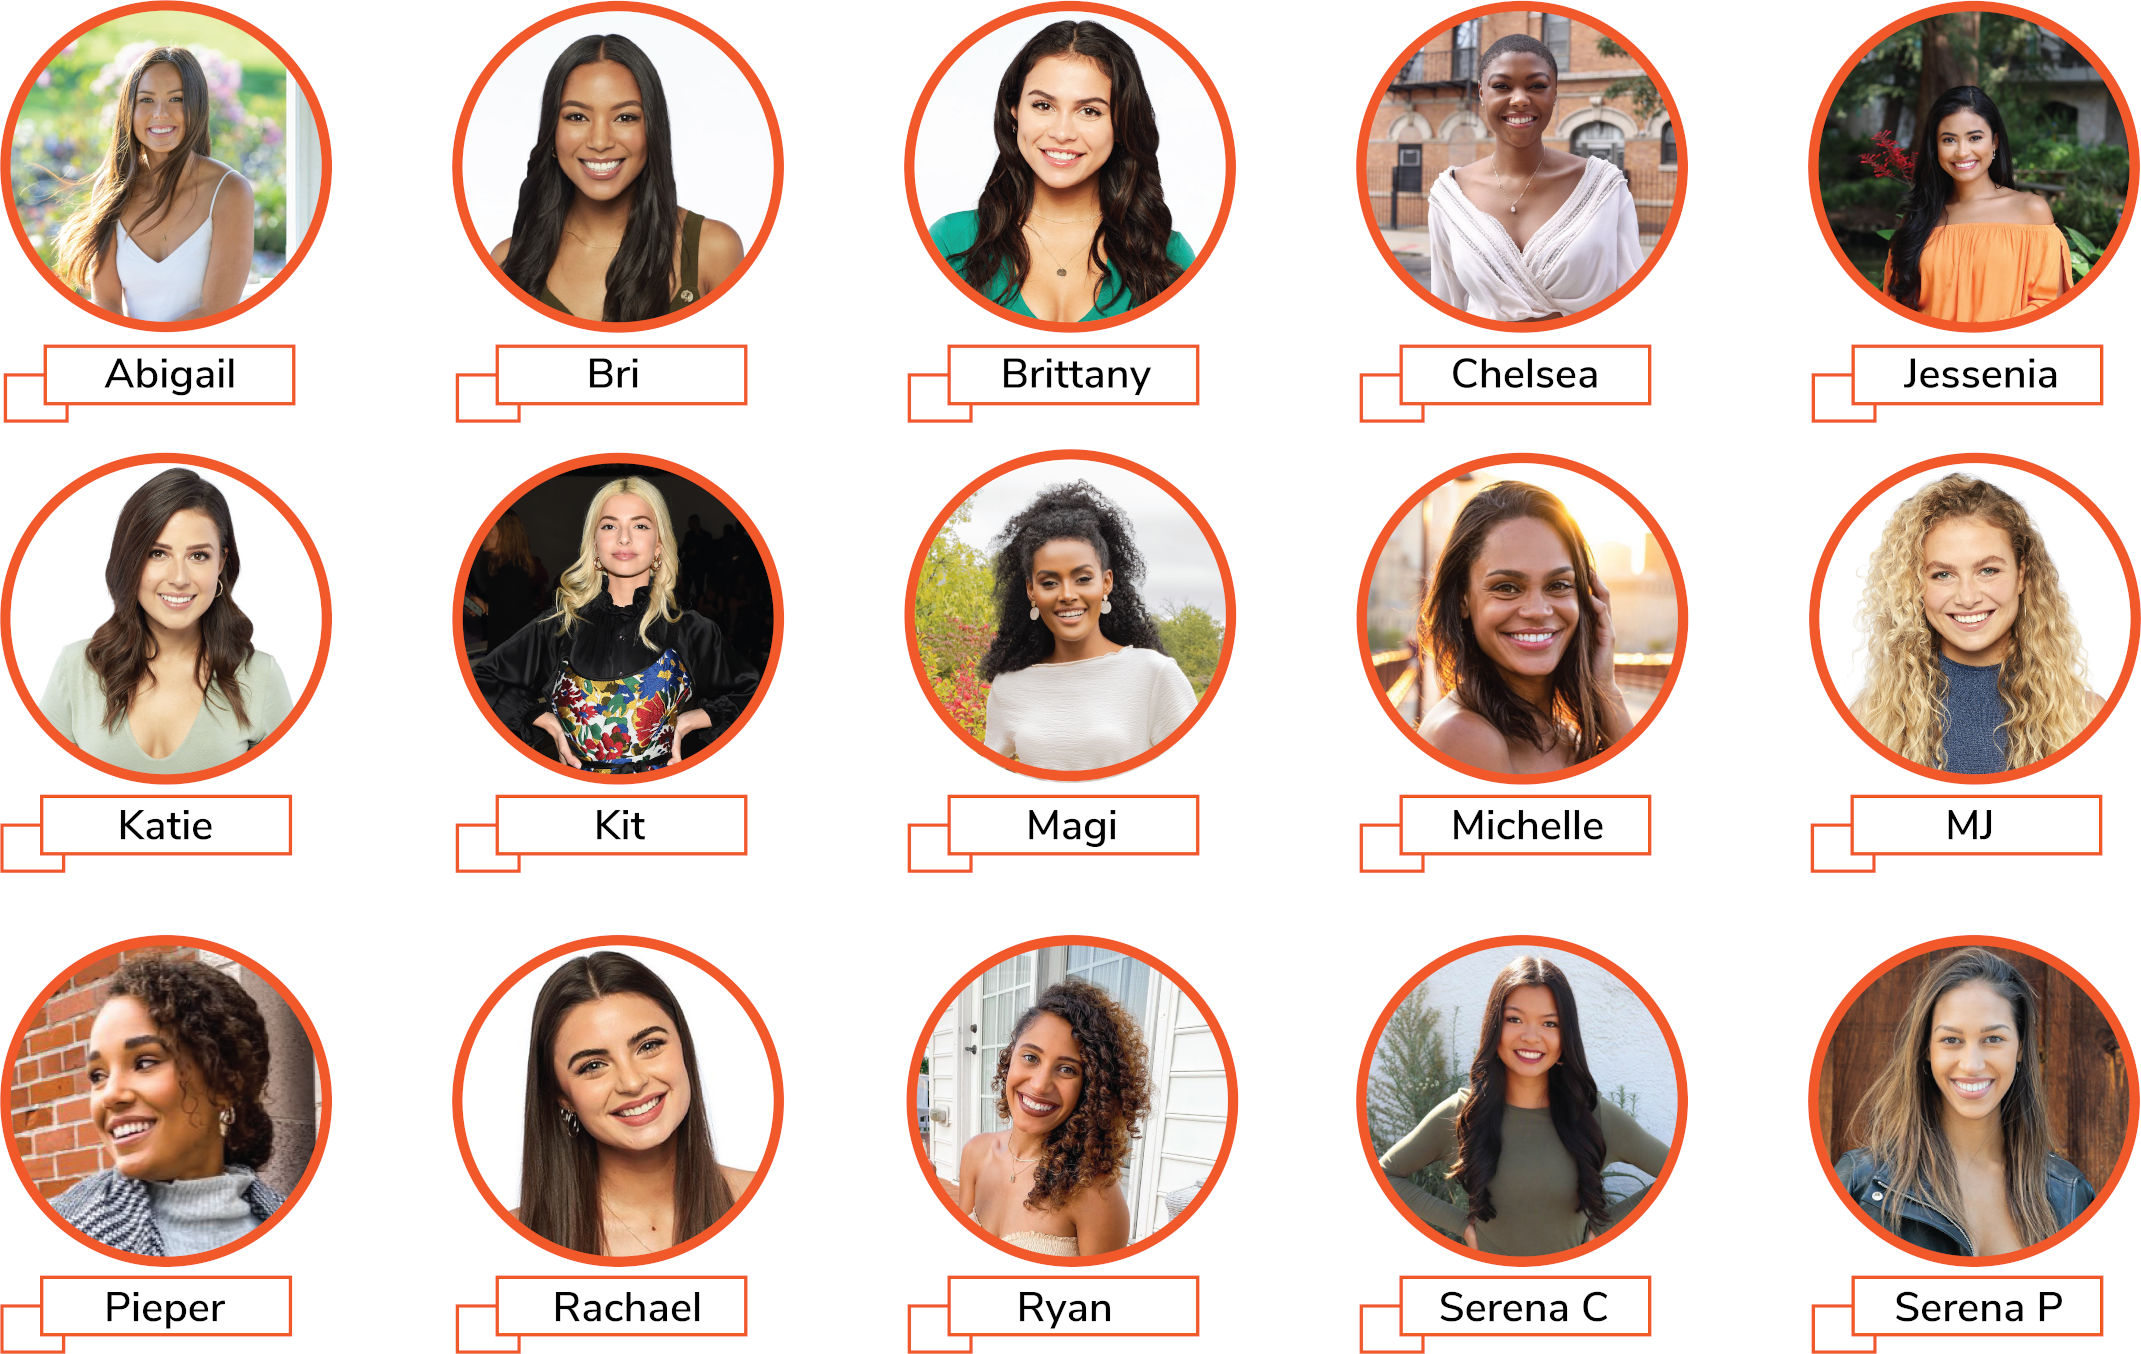 Abigail
Bri
Brittany
Chelsea
Jessenia
Katie
Kit
Magi
Michelle
MJ
Pieper
Rachael
Ryan
Serena C
Serena P